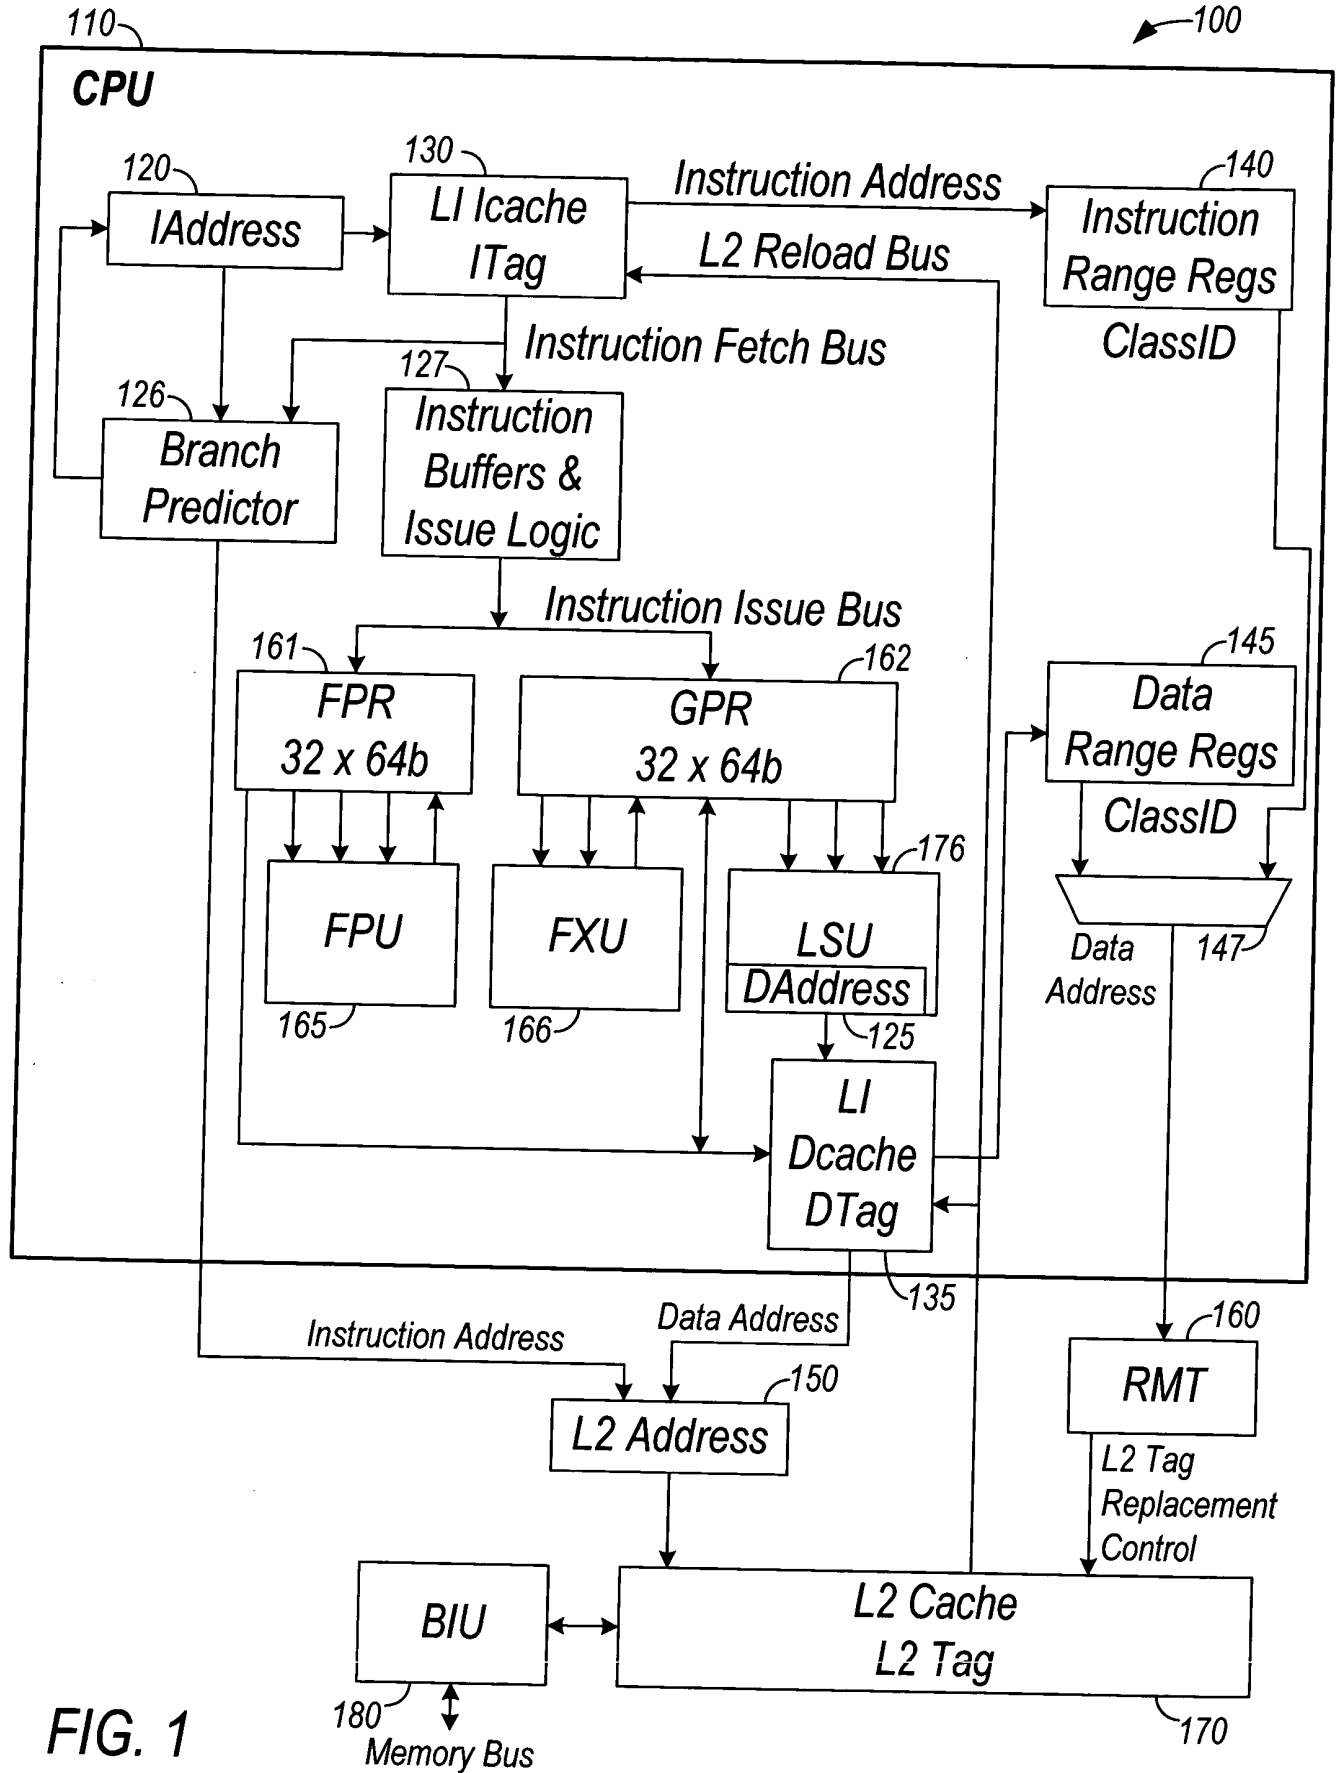 100
110
CPU
120
IAddress
130
LI Icache
ITag
Instruction Address
L2 Reload Bus
140
Instruction
Range Regs
ClassID
Instruction Fetch Bus
126
Branch
Predictor
127
Instruction
Buffers &
Issue Logic
Instruction Issue Bus
161
FPR
32 x 64b
162
GPR
32 x 64b
145
Data
Range Regs
ClassID
FPU
165
FXU
166
176
LSU
DAddress
125
147
Data
Address
LI
Dcache
DTag
135
Instruction Address
Data Address
150
L2 Address
160
RMT
L2 Tag
Replacement
Control
BIU
180
Memory Bus
L2 Cache
L2 Tag
170
FIG. 1